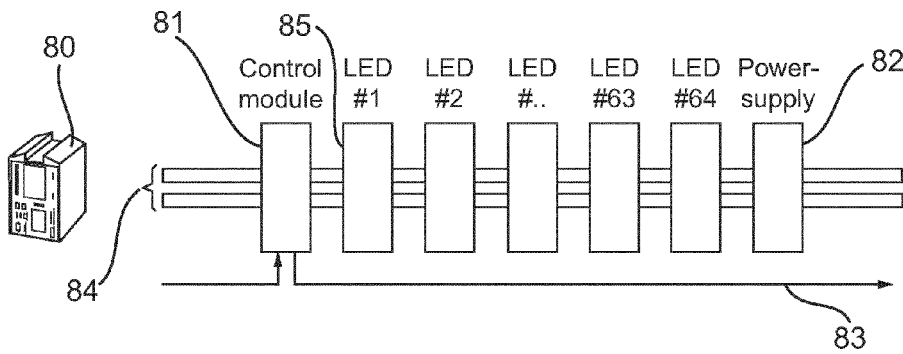 80
81
85
82
Control
module
LED
#1
LED
#2
LED
#..
LED
#63
LED
#64
Power-
supply
84
83